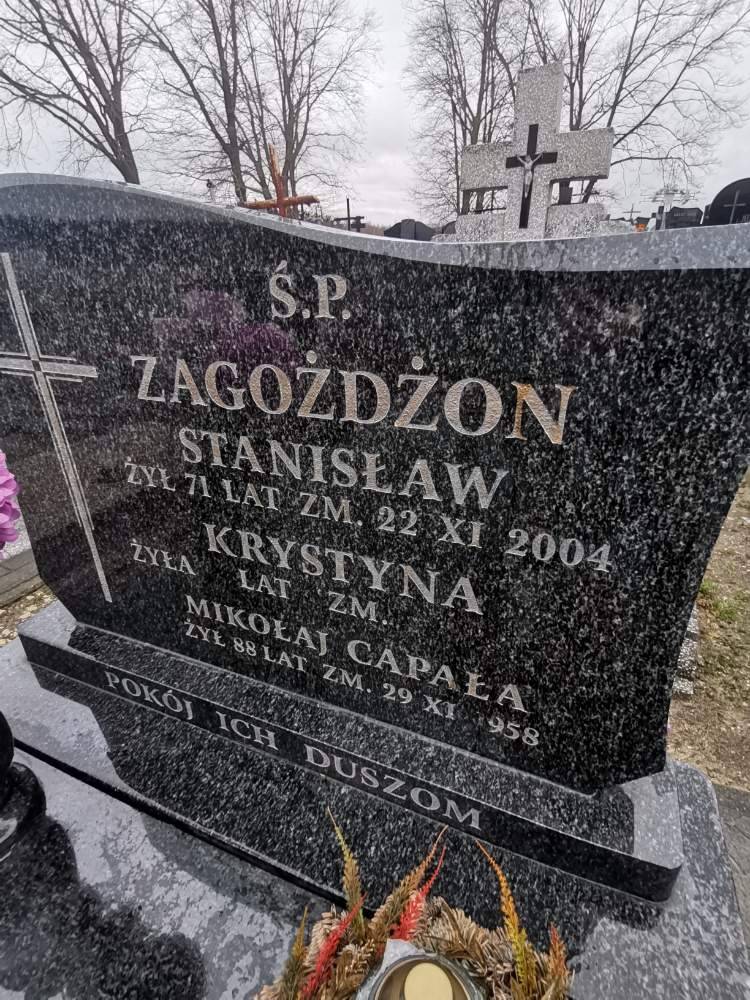 Ś.P.
ZAGOŻDŻON
STANISŁAW
ŻYŁ 71 LAT ZM. 22 XI 2004
KRYSTYNA
ŻYŁA LAT ZM.
MIKOŁAJ CAPAŁA
ŻYŁ 88 LAT ZM. 29 XI 958
POKÓJ ICH DUSZOM